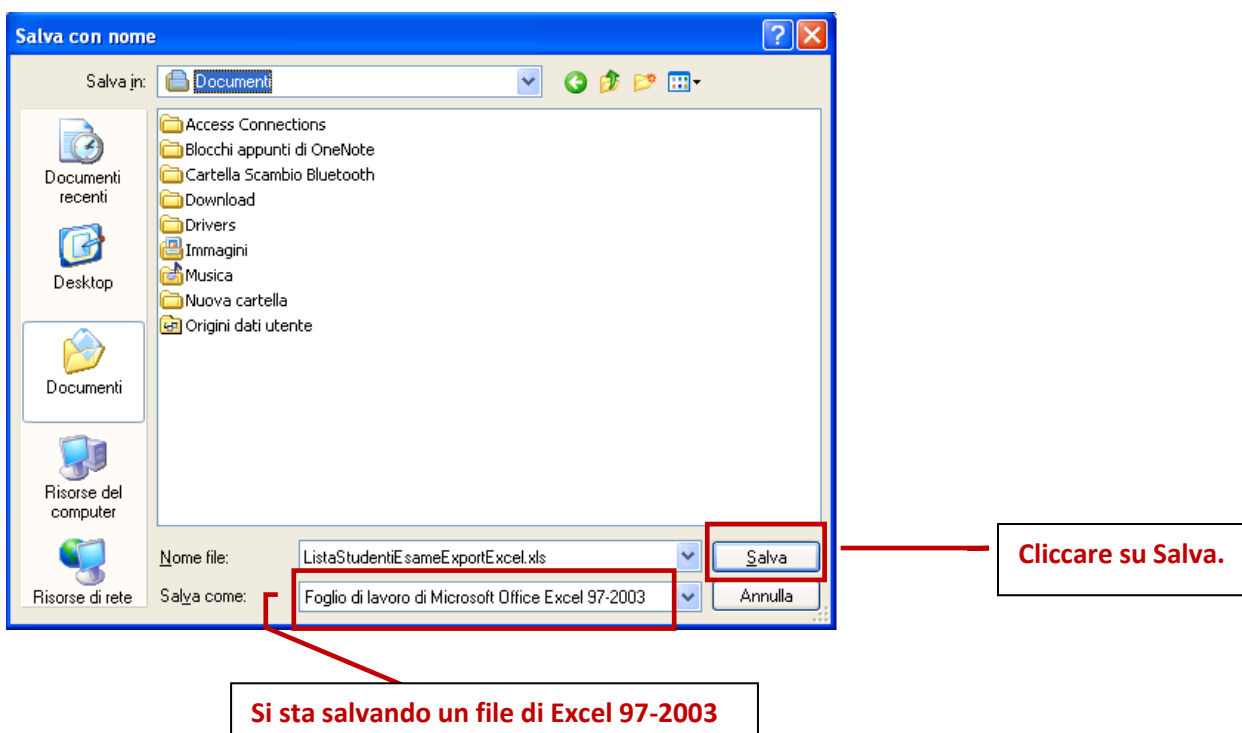 Salva con nome
Salva in:
Documenti
Access Connections
Blocchi appunti di OneNote
Cartella Scambio Bluetooth
Download
Drivers
Immagini
Musica
Nuova cartella
Origini dati utente
Documenti
recenti
Desktop
Documenti
Risorse del
computer
Risorse di rete
Nome file:
ListaStudentiEsameExportExcel.xls
Salva
Salva come:
Foglio di lavoro di Microsoft Office Excel 97-2003
Annulla
Cliccare su Salva.
Si sta salvando un file di Excel 97-2003